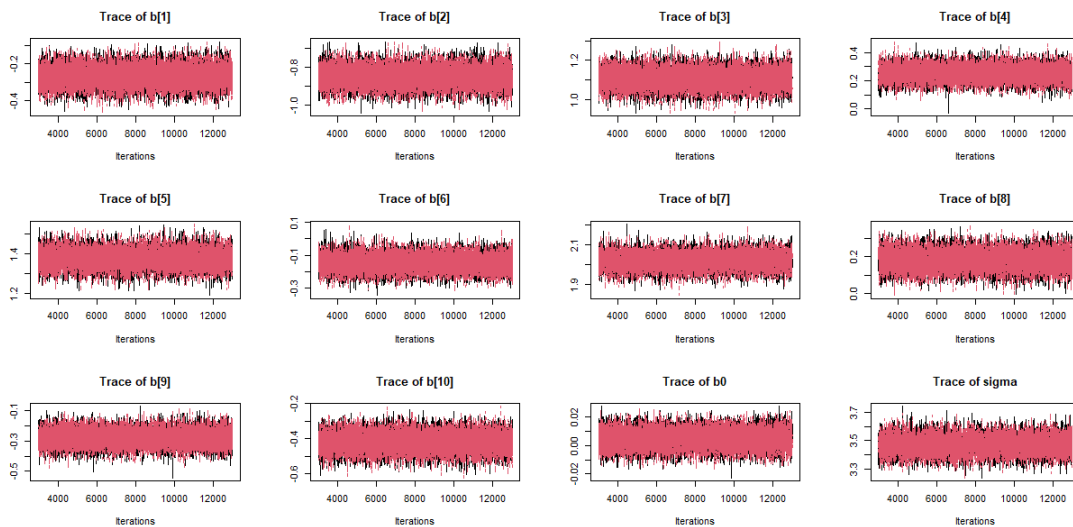 Trace of b[1]
-0.2
-0.4
4000 6000 8000 10000 12000
Iterations
Trace of b[2]
-0.8
-1.0
4000 6000 8000 10000 12000
Iterations
Trace of b[3]
1.2
1.0
4000 6000 8000 10000 12000
Iterations
Trace of b[4]
0.4
0.2
0.0
4000 6000 8000 10000 12000
Iterations
Trace of b[5]
1.4
1.2
4000 6000 8000 10000 12000
Iterations
Trace of b[6]
0.1
-0.1
-0.3
4000 6000 8000 10000 12000
Iterations
Trace of b[7]
2.1
1.9
4000 6000 8000 10000 12000
Iterations
Trace of b[8]
0.2
0.0
4000 6000 8000 10000 12000
Iterations
Trace of b[9]
-0.1
-0.3
-0.5
4000 6000 8000 10000 12000
Iterations
Trace of b[10]
-0.2
-0.4
-0.6
4000 6000 8000 10000 12000
Iterations
Trace of b0
0.02
0.00
-0.02
4000 6000 8000 10000 12000
Iterations
Trace of sigma
3.7
3.5
3.3
4000 6000 8000 10000 12000
Iterations